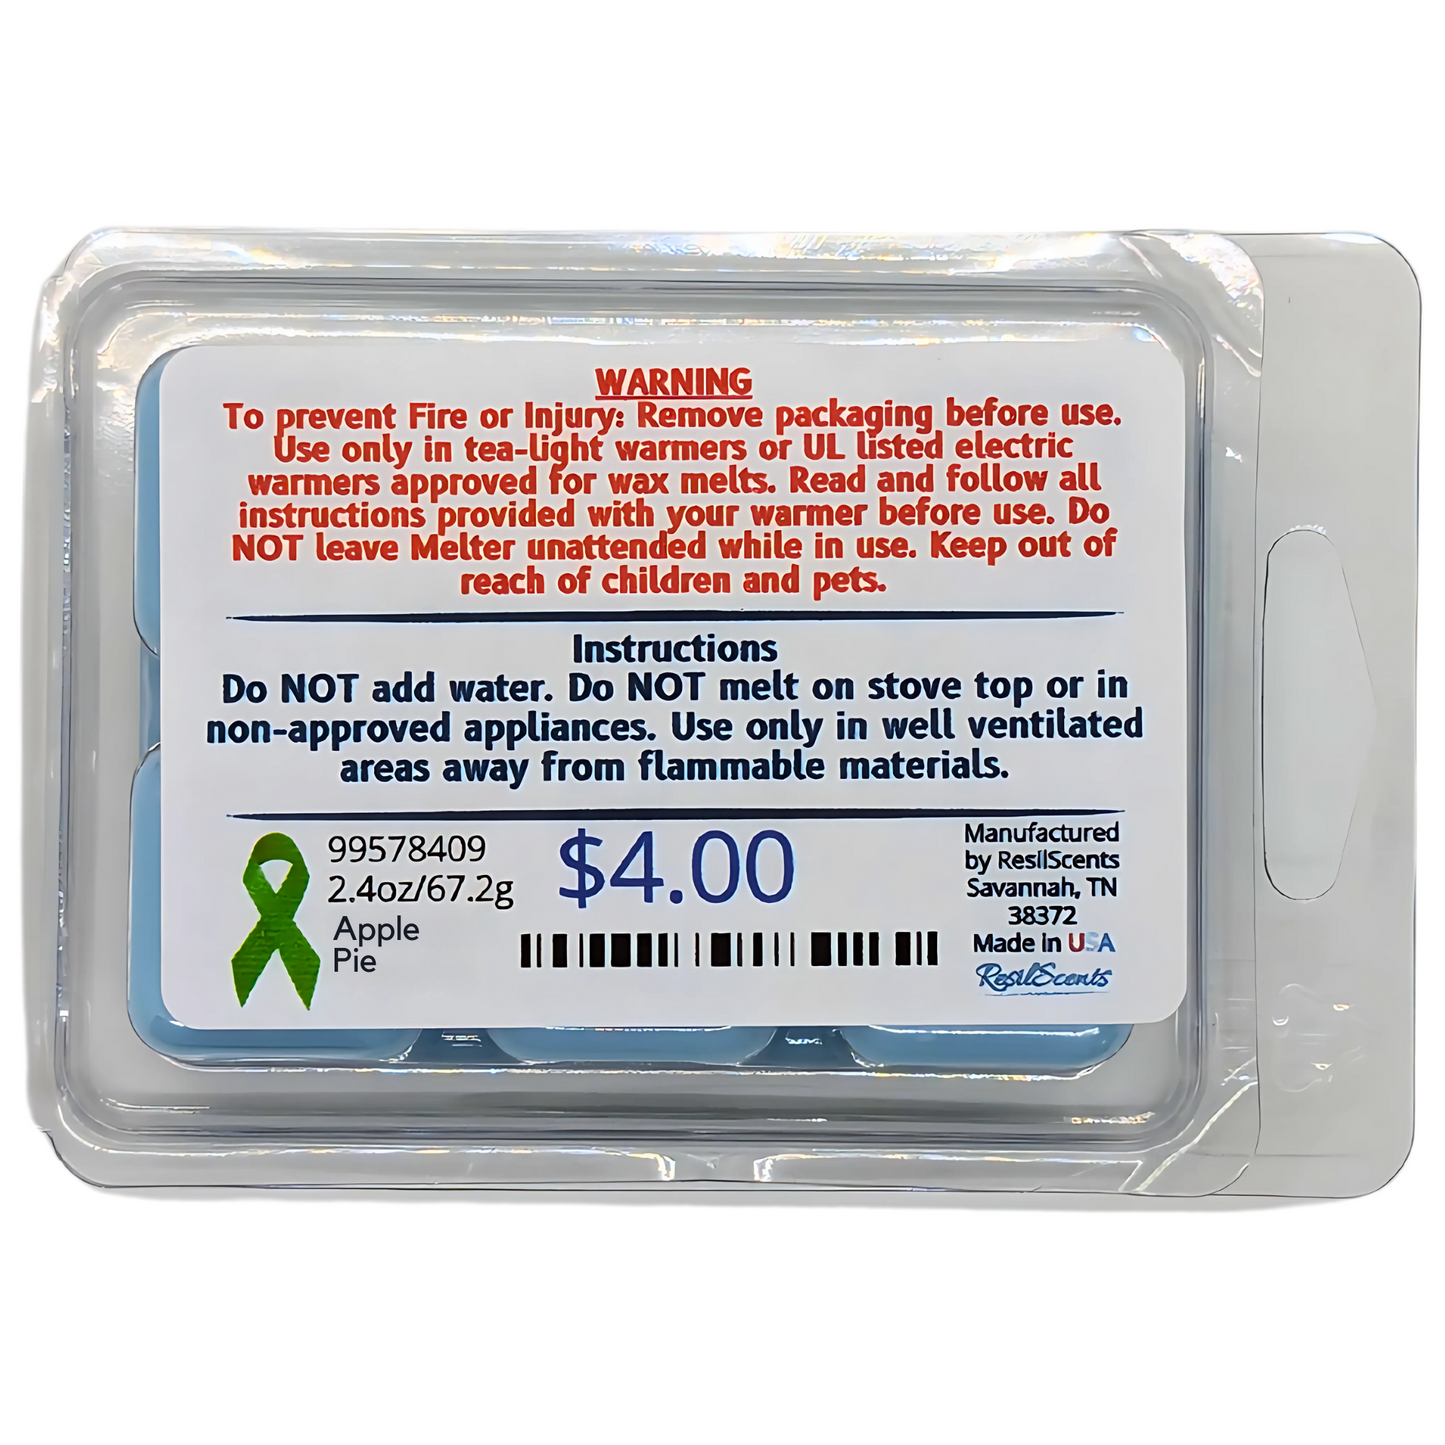 WARNING
To prevent Fire or Injury: Remove packaging before use.
Use only in tea-light warmers or UL listed electric
warmers approved for wax melts. Read and follow all
instructions provided with your warmer before use. Do
NOT leave Melter unattended while in use. Keep out of
reach of children and pets.
Instructions
Do NOT add water. Do NOT melt on stove top or in
non-approved appliances. Use only in well ventilated
areas away from flammable materials.
99578409
2.4oz/67.2g
Apple
Pie
$4.00
Manufactured
by ResilScents
Savannah, TN
38372
Made in USA
ResilScents